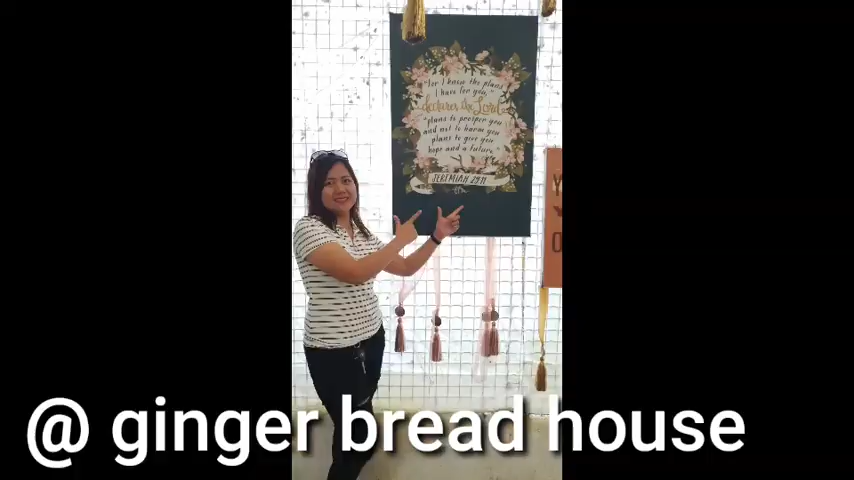 "for I know the plans
I have for you,"
declares the Lord
"plans to prosper you
and not to harm you
plans to give you
hope and a future."
JEREMIAH 29:11
Y
O
@ ginger bread house